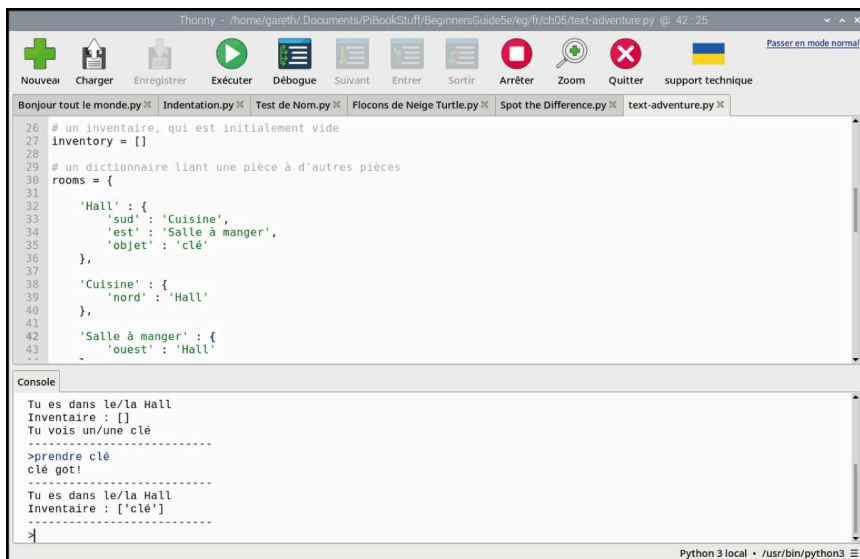 Thonny - /home/gareth/.Documents/PiBookStuff/BeginnersGuide5e/eg/fr/ch05/text-adventure.py @ 42 : 25
Nouveau Charger Enregistrer Exécuter Débogue Suivant Entrer Sortir Arrêter Zoom Quitter support technique Passer en mode normal
Bonjour tout le monde.py Indentation.py Test de Nom.py Flocons de Neige Turtle.py Spot the Difference.py text-adventure.py
26 # un inventaire, qui est initialement vide
27 inventory = []
28
29 # un dictionnaire liant une pièce à d'autres pièces
30 rooms = {
31
32 'Hall' : {
33 'sud' : 'Cuisine',
34 'est' : 'Salle à manger',
35 'objet' : 'clé'
36 },
37
38 'Cuisine' : {
39 'nord' : 'Hall'
40 },
41
42 'Salle à manger' : {
43 'ouest' : 'Hall'
Console
Tu es dans le/la Hall
Inventaire : []
Tu vois un/une clé
---------------------------
>prendre clé
clé got!
---------------------------
Tu es dans le/la Hall
Inventaire : ['clé']
---------------------------
>
Python 3 local • /usr/bin/python3